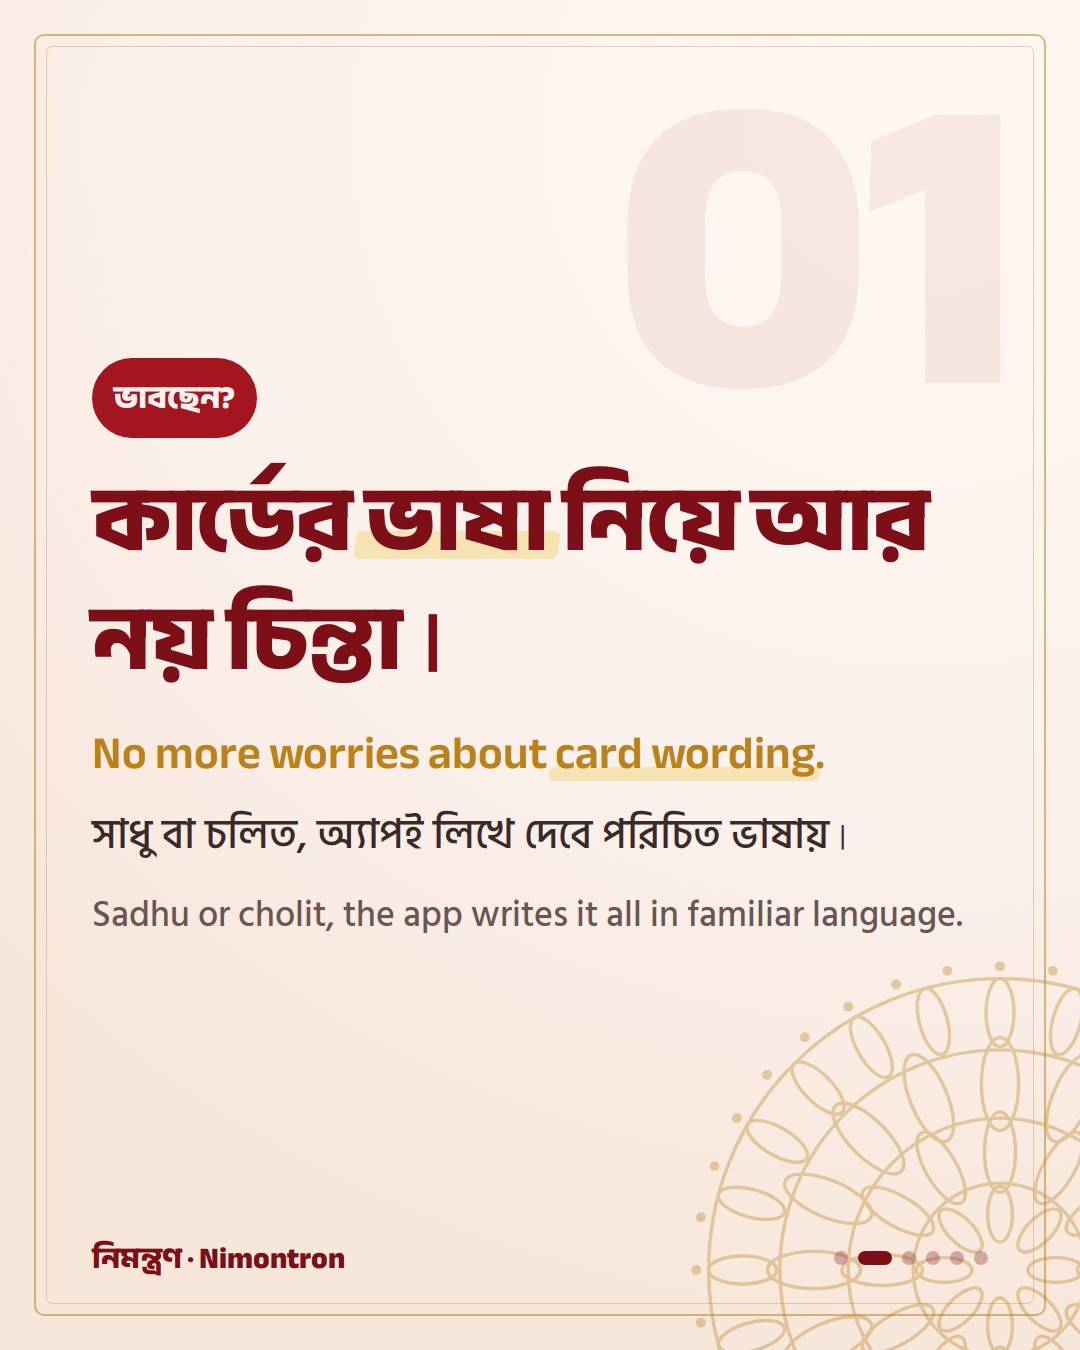 01
ভাবছেন?
কার্ডের ভাষা নিয়ে আর
নয় চিন্তা।
No more worries about card wording.
সাধু বা চলিত, অ্যাপই লিখে দেবে পরিচিত ভাষায়।
Sadhu or cholit, the app writes it all in familiar language.
নিমন্ত্রণ · Nimontron